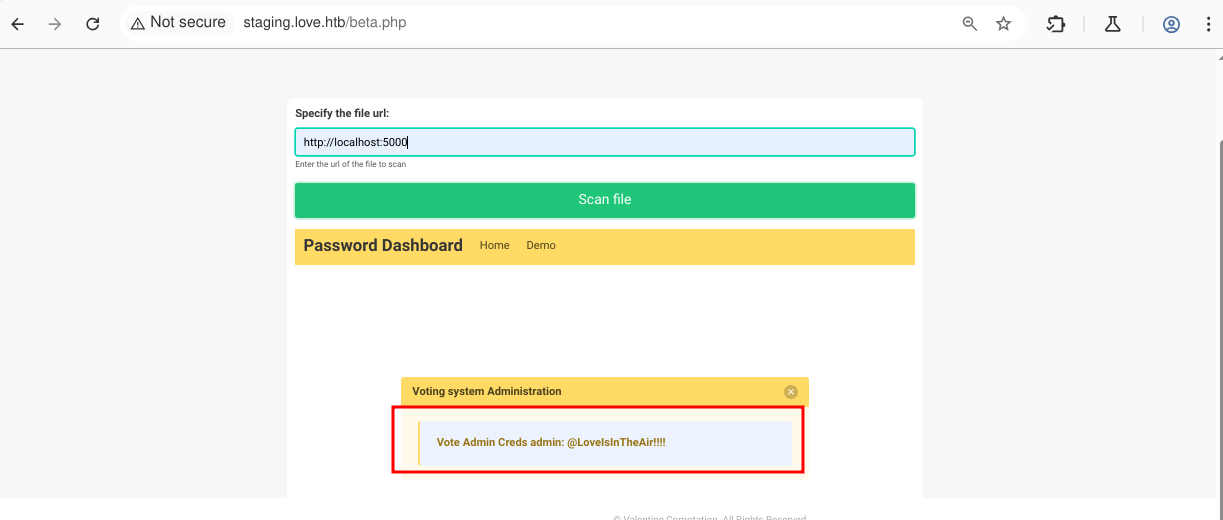 Not secure staging.love.htb/beta.php
Specify the file url:
http://localhost:5000
Enter the url of the file to scan
Scan file
Password Dashboard Home Demo
Voting system Administration
Vote Admin Creds admin: @LoveIsInTheAir!!!!
© Valentine Corpotation. All Rights Reserved